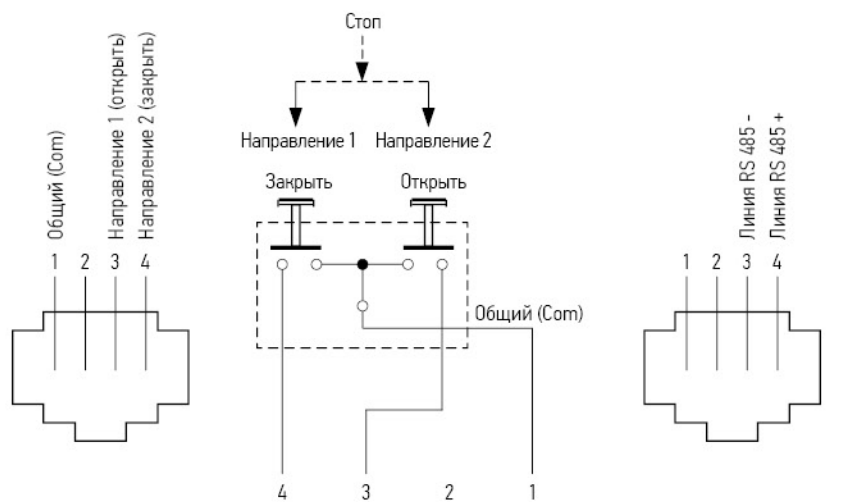 Стоп
Направление 1 Направление 2
Закрыть Открыть
Общий (Com)
4 3 2 1
Общий (Com)
Направление 1 (открыть)
Направление 2 (закрыть)
1 2 3 4
Линия RS 485 -
Линия RS 485 +
1 2 3 4